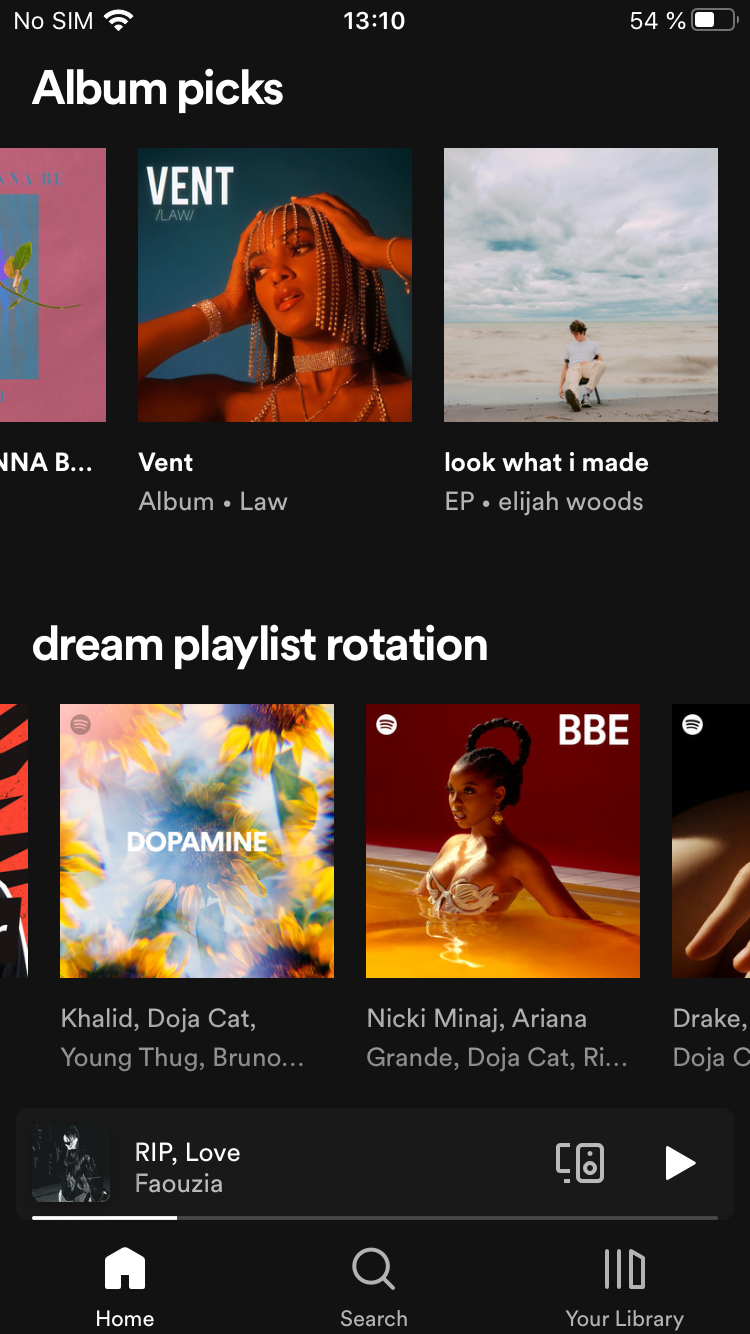 No SIM
13:10
54 %
Album picks
NNA BE
VENT
/LAW/
NNA B...
Vent
look what i made
Album • Law
EP • elijah woods
dream playlist rotation
DOPAMINE
BBE
Khalid, Doja Cat,
Young Thug, Bruno...
Nicki Minaj, Ariana
Grande, Doja Cat, Ri...
Drake,
Doja C
RIP, Love
Faouzia
Home
Search
Your Library